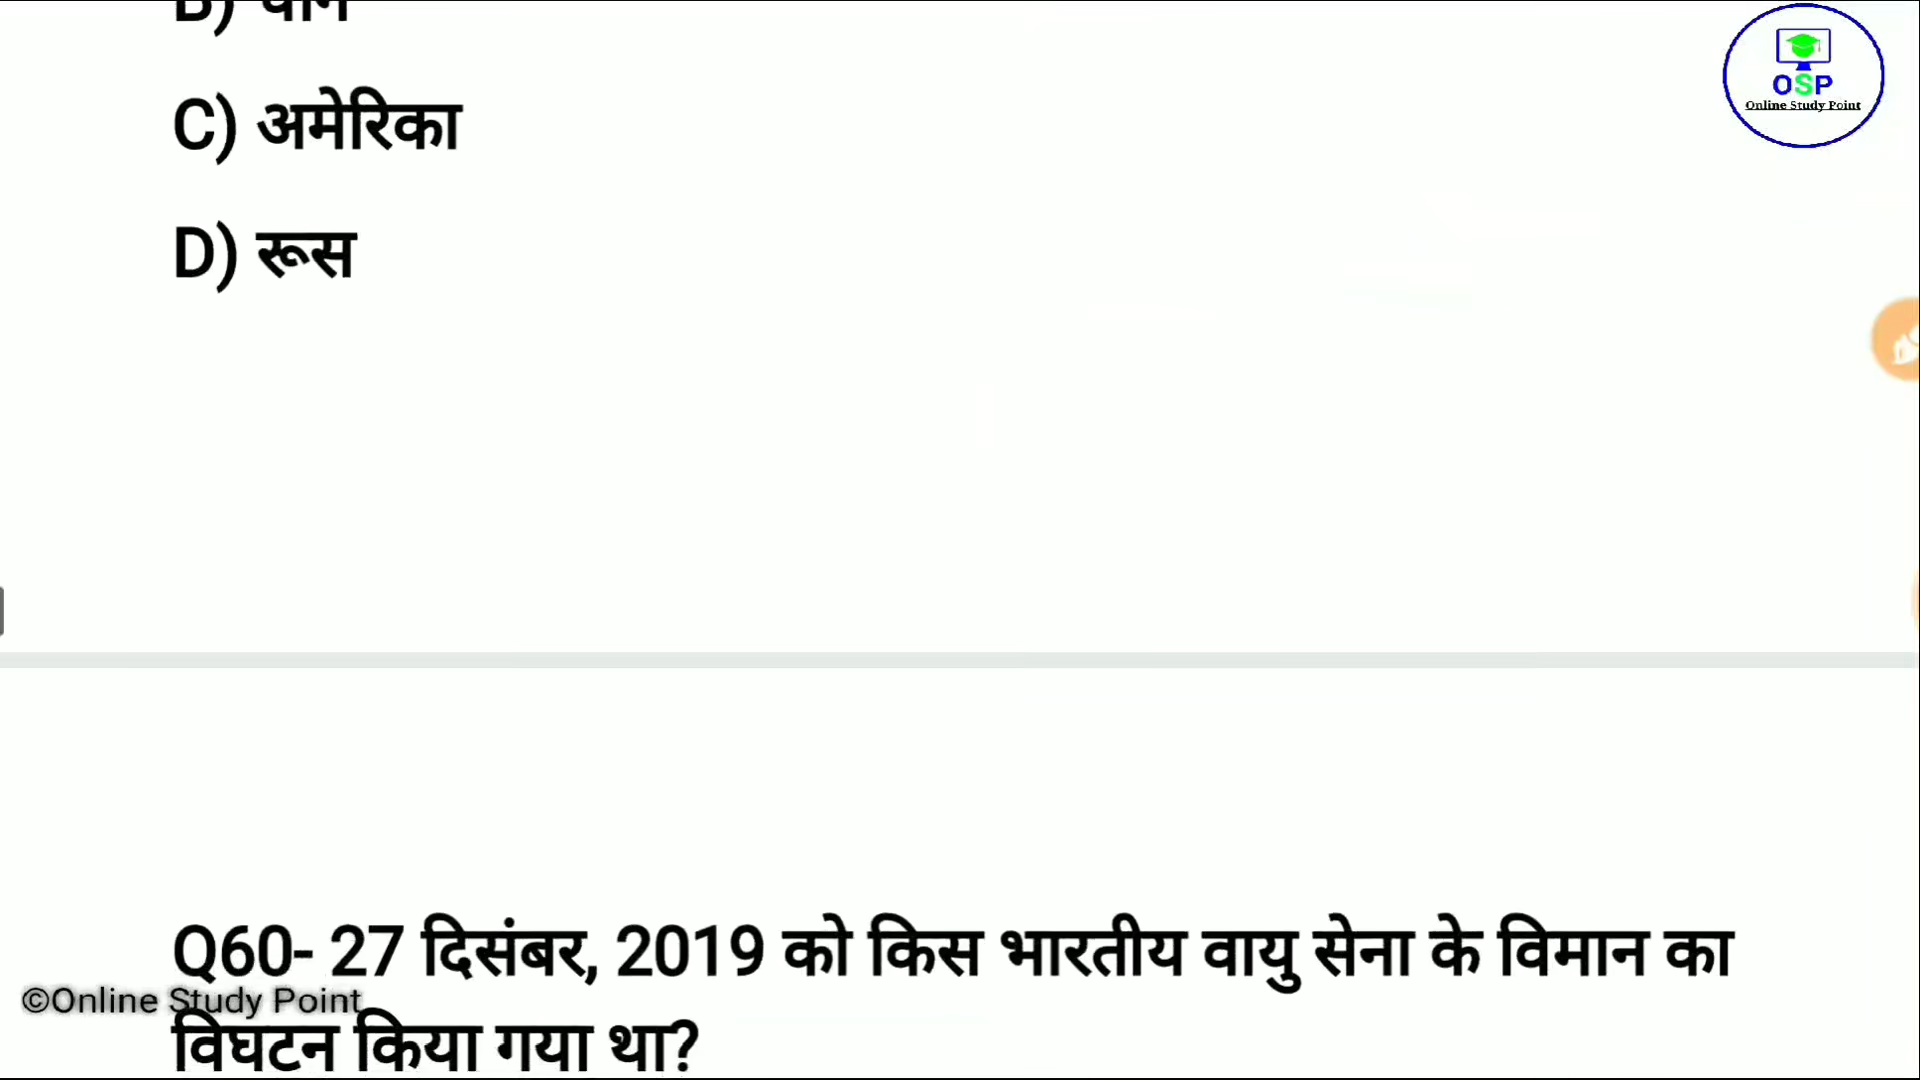 B) चीन
C) अमेरिका
D) रूस
OSP
Online Study Point
Q60- 27 दिसंबर, 2019 को किस भारतीय वायु सेना के विमान का
विघटन किया गया था?
©Online Study Point